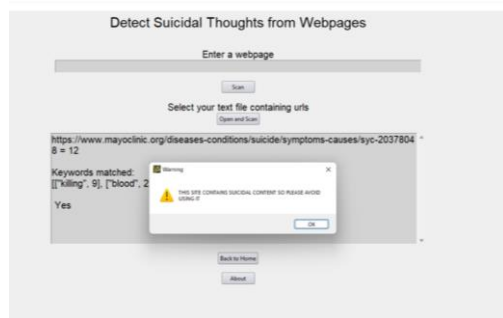 Detect Suicidal Thoughts from Webpages
Enter a webpage
Scan
Select your text file containing urls
Open and Scan
https://www.mayoclinic.org/diseases-conditions/suicide/symptoms-causes/syc-2037804
8 = 12
Keywords matched:
[["killing", 9], ["blood", 2
Yes
Warning
THIS SITE CONTAINS SUICIDAL CONTENT SO PLEASE AVOID
USING IT
OK
Back to Home
About